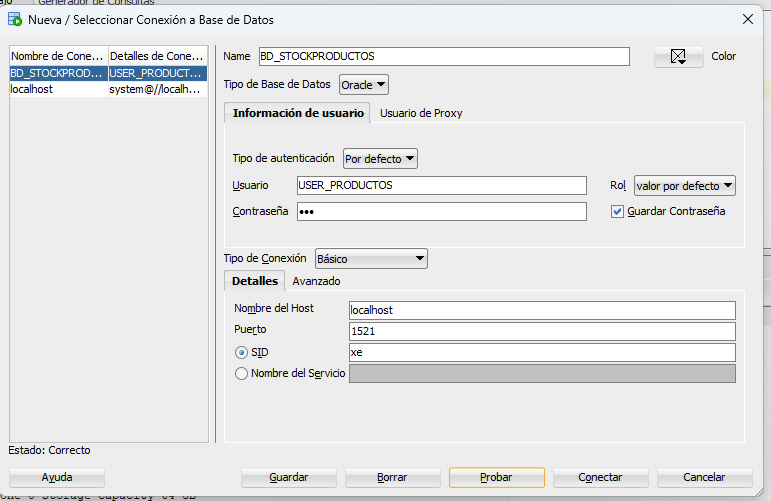 Generador de Consultas
Nueva / Seleccionar Conexión a Base de Datos
Nombre de Cone... Detalles de Cone...
BD_STOCKPROD... USER_PRODUCT...
localhost system@//localh...
Name BD_STOCKPRODUCTOS Color
Tipo de Base de Datos Oracle
Información de usuario Usuario de Proxy
Tipo de autenticación Por defecto
Usuario USER_PRODUCTOS Rol valor por defecto
Contraseña ••• Guardar Contraseña
Tipo de Conexión Básico
Detalles Avanzado
Nombre del Host localhost
Puerto 1521
SID xe
Nombre del Servicio
Estado: Correcto
Ayuda Guardar Borrar Probar Conectar Cancelar